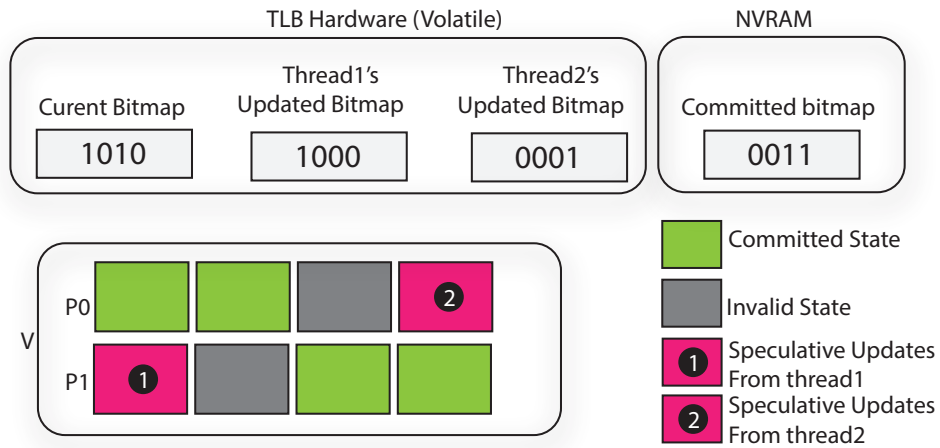 TLB Hardware (Volatile)
NVRAM
Curent Bitmap
Thread1's
Updated Bitmap
Thread2's
Updated Bitmap
Committed bitmap
1010
1000
0001
0011
V
P0
2
P1
1
Committed State
Invalid State
1 Speculative Updates
From thread1
2 Speculative Updates
From thread2